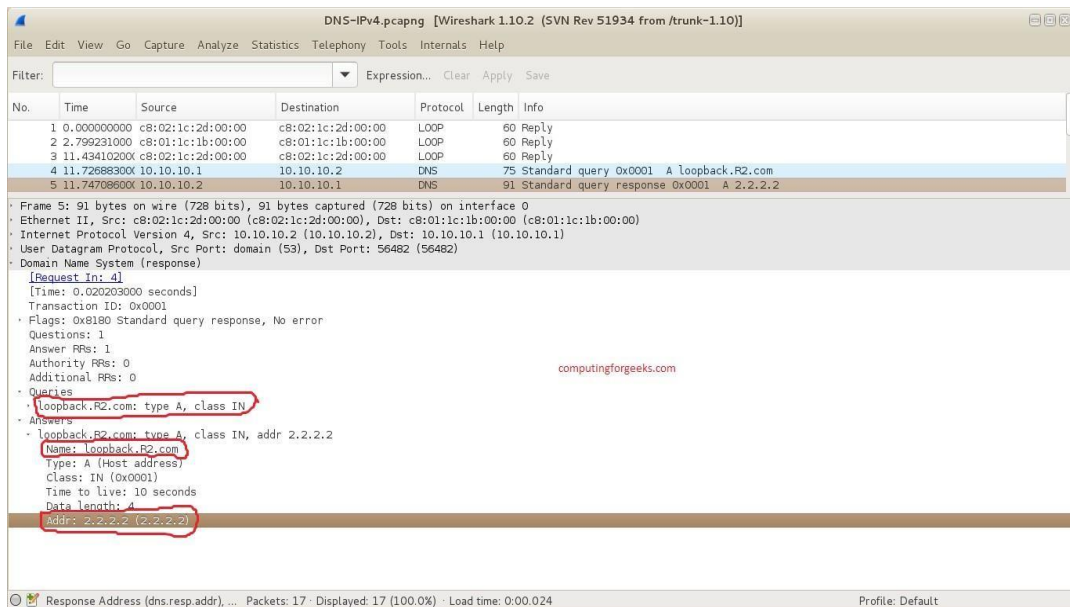 DNS-IPv4.pcapng [Wireshark 1.10.2 (SVN Rev 51934 from /trunk-1.10)]
File Edit View Go Capture Analyze Statistics Telephony Tools Internals Help
Filter: Expression... Clear Apply Save
No. Time Source Destination Protocol Length Info
1 0.000000000 c8:02:1c:2d:00:00 c8:02:1c:2d:00:00 LOOP 60 Reply
2 2.799231000 c8:01:1c:1b:00:00 c8:01:1c:1b:00:00 LOOP 60 Reply
3 11.43410200( c8:02:1c:2d:00:00 c8:02:1c:2d:00:00 LOOP 60 Reply
4 11.72688300( 10.10.10.1 10.10.10.2 DNS 75 Standard query 0x0001 A loopback.R2.com
5 11.74708600( 10.10.10.2 10.10.10.1 DNS 91 Standard query response 0x0001 A 2.2.2.2
Frame 5: 91 bytes on wire (728 bits), 91 bytes captured (728 bits) on interface 0
Ethernet II, Src: c8:02:1c:2d:00:00 (c8:02:1c:2d:00:00), Dst: c8:01:1c:1b:00:00 (c8:01:1c:1b:00:00)
Internet Protocol Version 4, Src: 10.10.10.2 (10.10.10.2), Dst: 10.10.10.1 (10.10.10.1)
User Datagram Protocol, Src Port: domain (53), Dst Port: 56482 (56482)
Domain Name System (response)
[Request In: 4]
[Time: 0.020203000 seconds]
Transaction ID: 0x0001
Flags: 0x8180 Standard query response, No error
Questions: 1
Answer RRs: 1
Authority RRs: 0
computingforgeeks.com
Additional RRs: 0
Queries
loopback.R2.com: type A, class IN
Answers
loopback.R2.com: type A, class IN, addr 2.2.2.2
Name: loopback.R2.com
Type: A (Host address)
Class: IN (0x0001)
Time to live: 10 seconds
Data length: 4
Addr: 2.2.2.2 (2.2.2.2)
Response Address (dns.resp.addr), ... Packets: 17 · Displayed: 17 (100.0%) · Load time: 0:00.024 Profile: Default